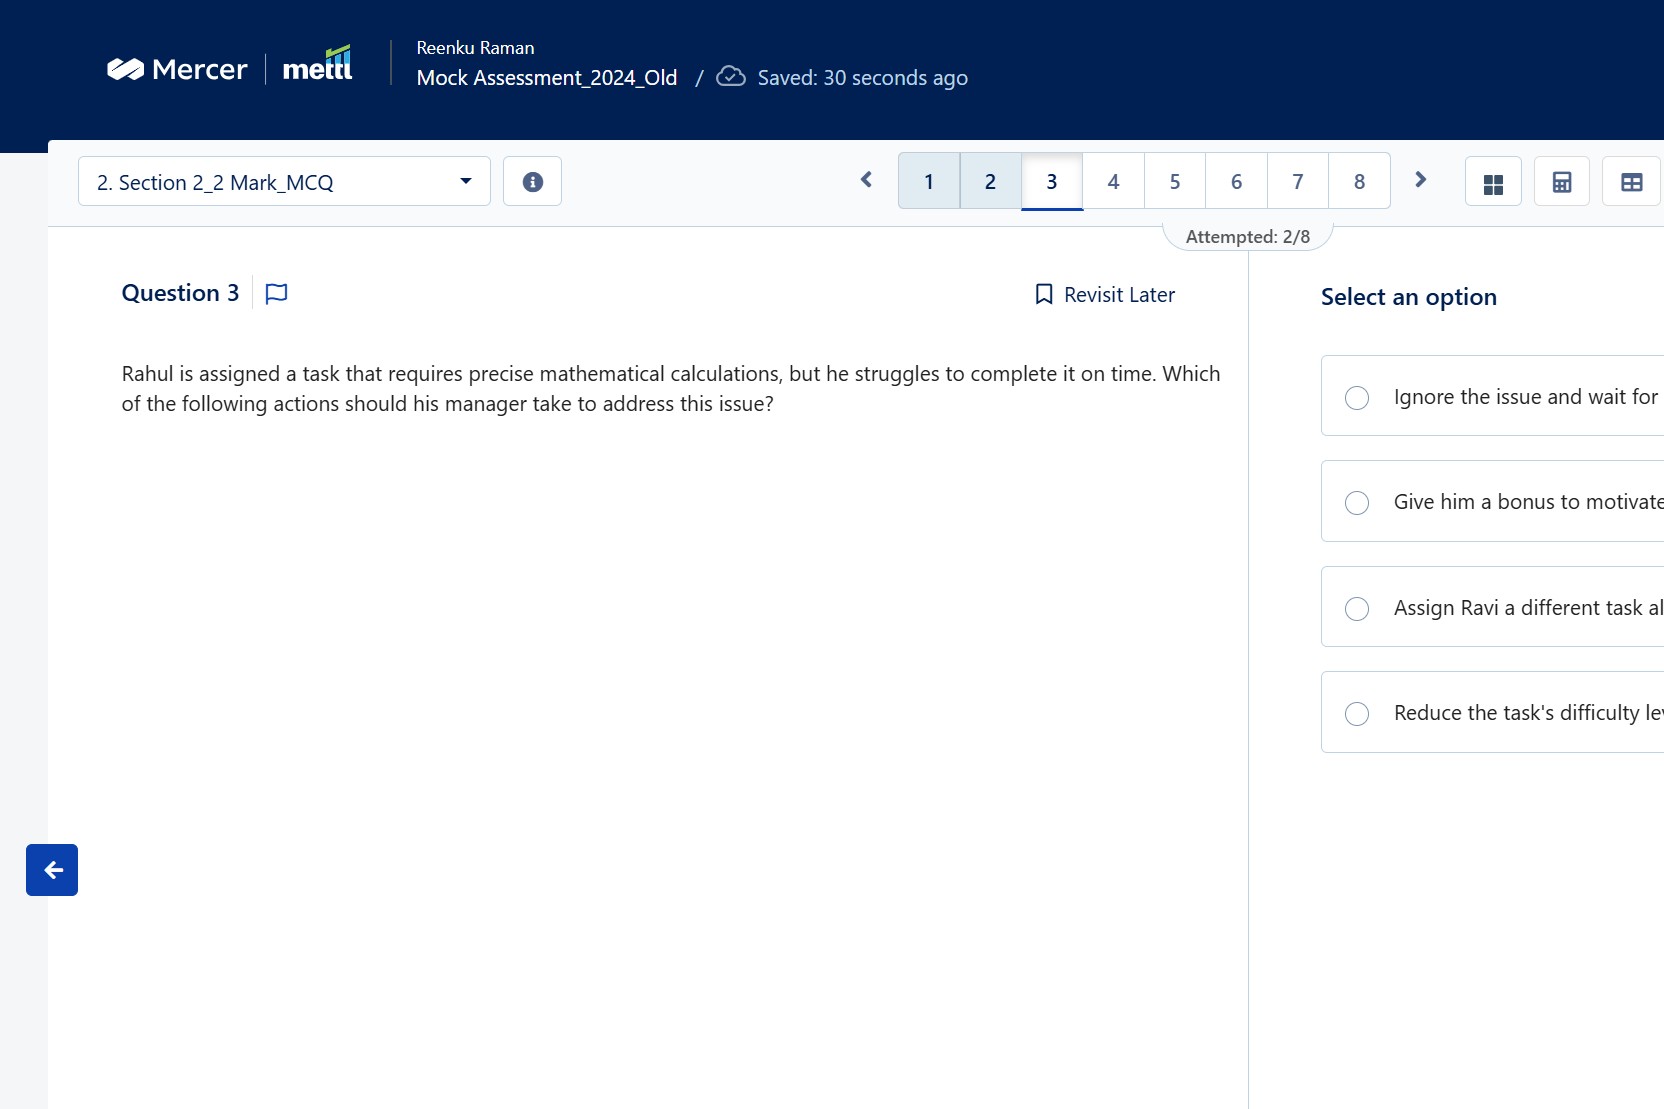 Mercer
mettl
Reenku Raman
Mock Assessment_2024_Old / Saved: 30 seconds ago
2. Section 2_2 Mark_MCQ
1 2 3 4 5 6 7 8
Attempted: 2/8
Question 3
Revisit Later
Rahul is assigned a task that requires precise mathematical calculations, but he struggles to complete it on time. Which
of the following actions should his manager take to address this issue?
Select an option
Ignore the issue and wait for
Give him a bonus to motivate
Assign Ravi a different task al
Reduce the task's difficulty le